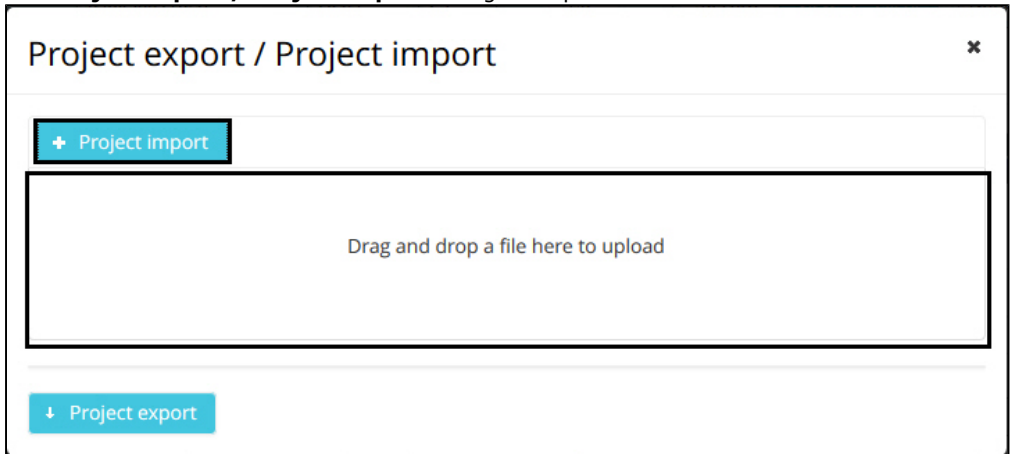 Project export / Project import
+ Project import
Drag and drop a file here to upload
Project export